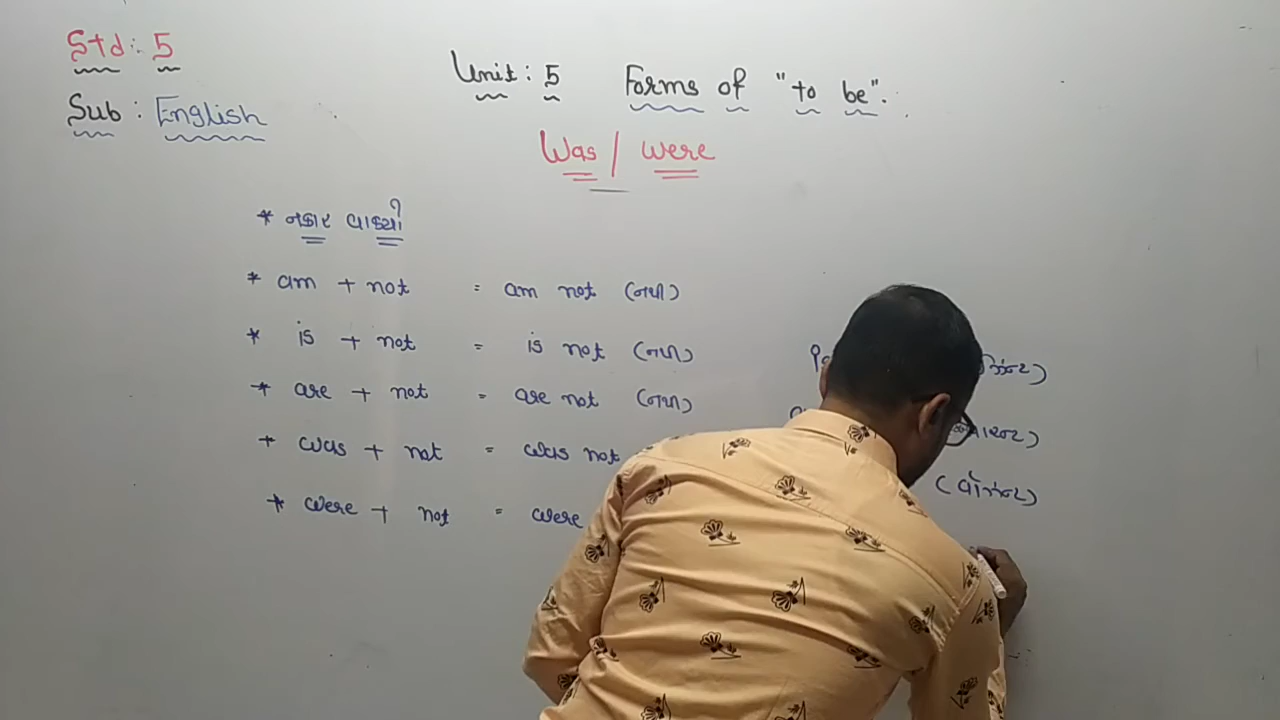 Std: 5
Sub: English
Unit: 5 Forms of "to be".
Was / were
* નકાર વાક્યો
* am + not = am not (નથી)
* is + not = is not (નથી)
* are + not = are not (નથી)
* was + not = was not
* were + not = were
(વોઝંટ)